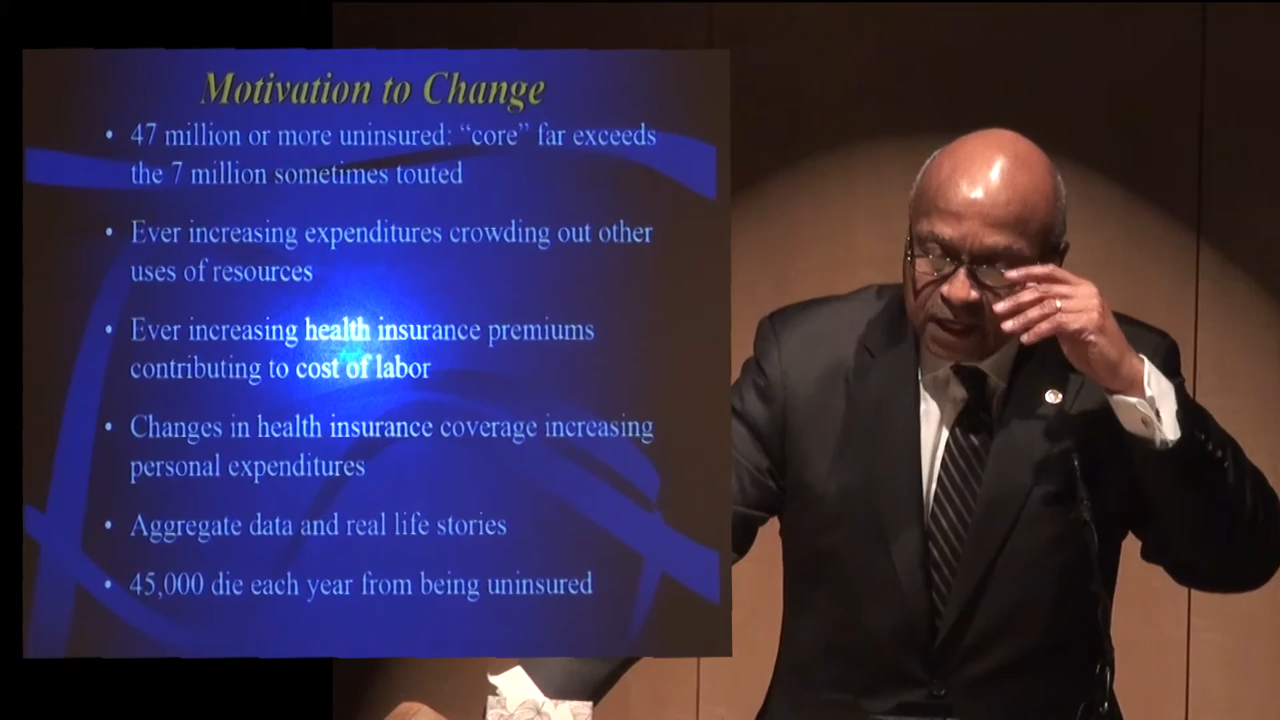 Motivation to Change
• 47 million or more uninsured: “core” far exceeds
the 7 million sometimes touted
• Ever increasing expenditures crowding out other
uses of resources
• Ever increasing health insurance premiums
contributing to cost of labor
• Changes in health insurance coverage increasing
personal expenditures
• Aggregate data and real life stories
• 45,000 die each year from being uninsured